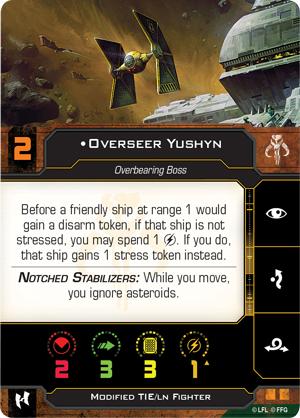 2 •Overseer Yushyn
Overbearing Boss
Before a friendly ship at range 1 would
gain a disarm token, if that ship is not
stressed, you may spend 1 . If you do,
that ship gains 1 stress token instead.
Notched Stabilizers: While you move,
you ignore asteroids.
2 3 3 1
Modified TIE/ln Fighter
©LFL ©FFG